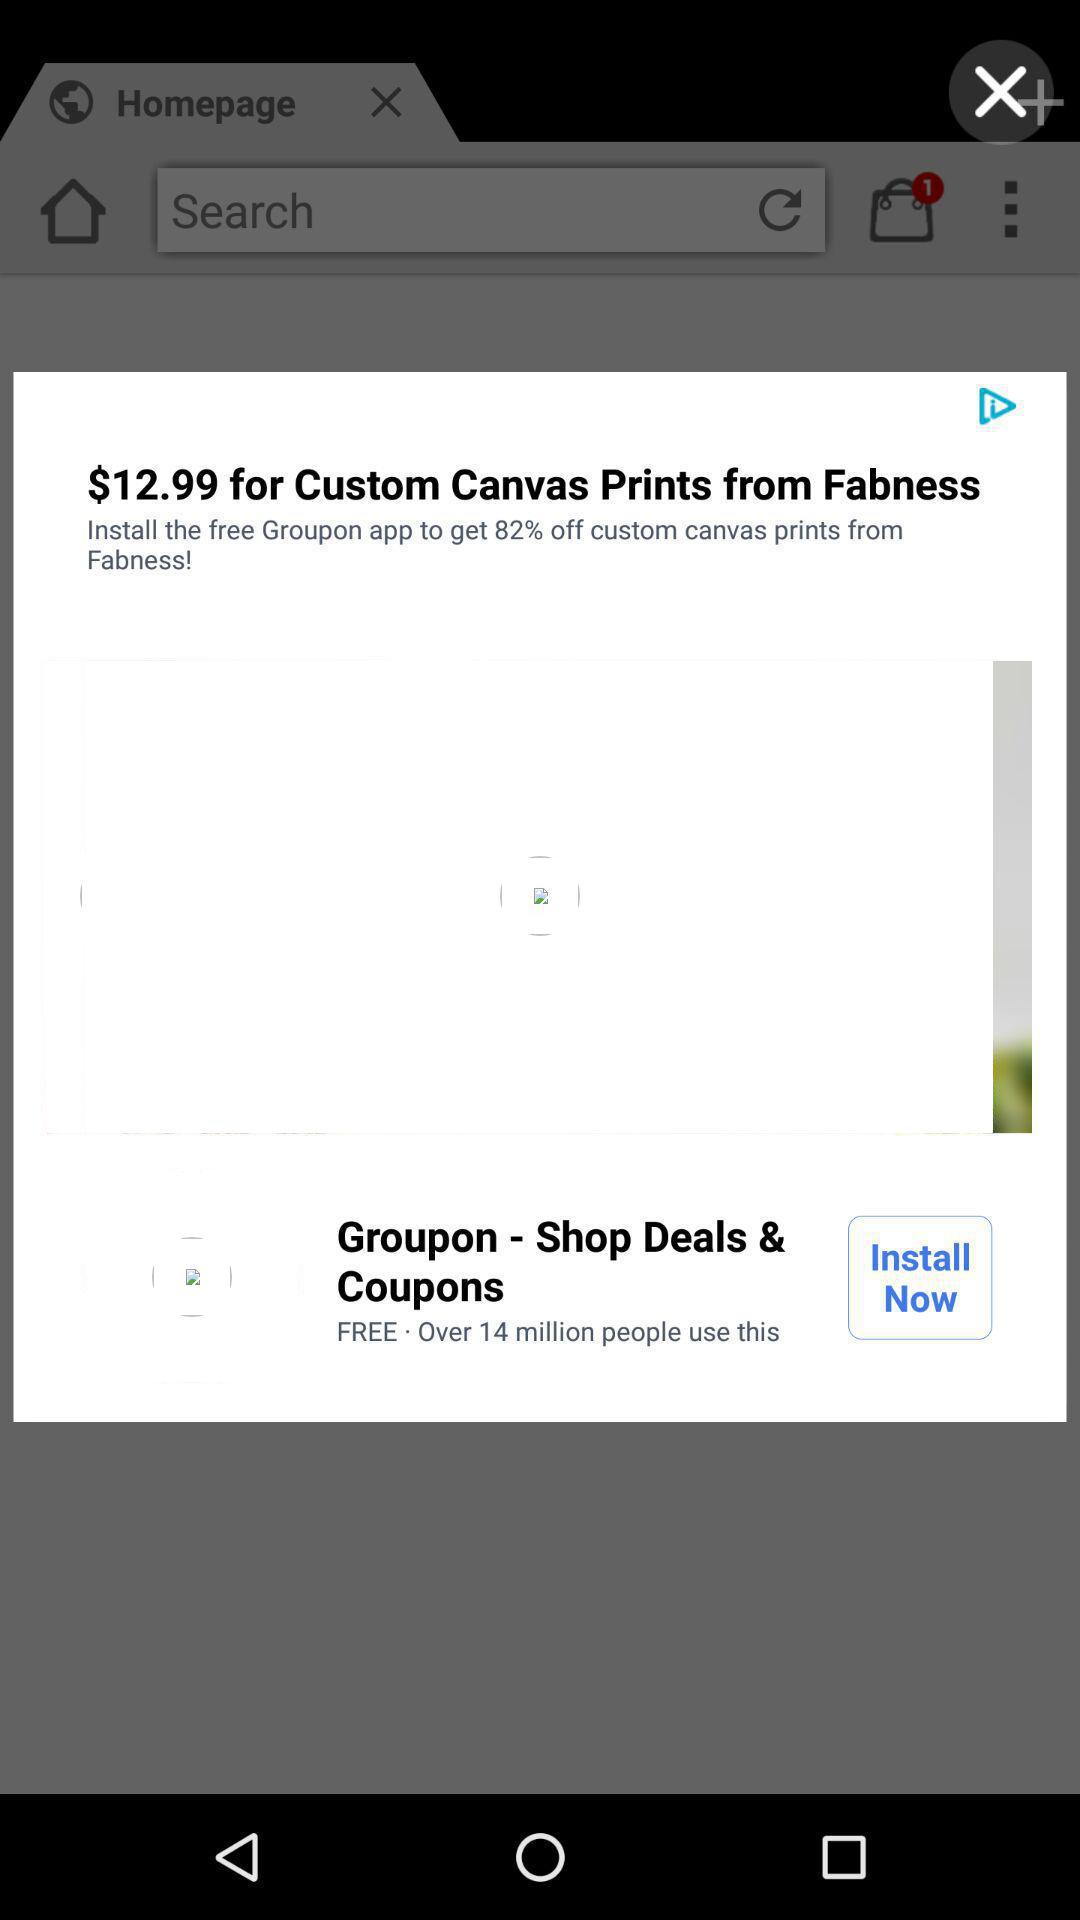 Homepage
Search
1
$12.99 for Custom Canvas Prints from Fabness
Install the free Groupon app to get 82% off custom canvas prints from
Fabness!
Groupon - Shop Deals &
Coupons
FREE · Over 14 million people use this
Install
Now